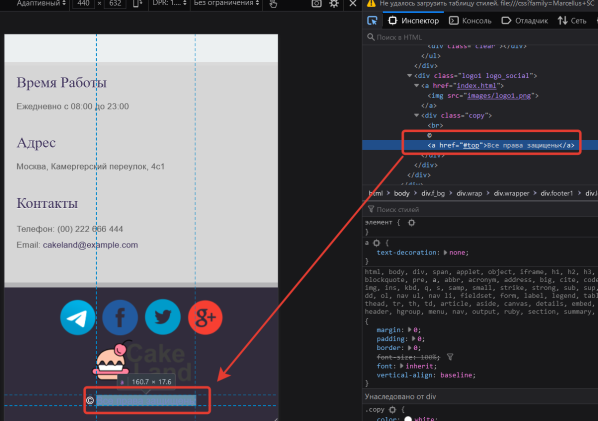 Адаптивный 440 × 632 DPR: 1.... Без ограничения
Не удалось загрузить таблицу стилей. file:///css?family=Marcellus+SC
Инспектор Консоль Отладчик Сеть
Поиск в HTML
<div class="clear"></div>
</ul>
</div>
<div class="logo1 logo_social">
<a href="index.html">
<img src="images/logo1.png">
</a>
<div class="copy">
<br>
©
<a href="#top">Все права защищены</a>
</div>
</div>
</div>
html body div.f_bg div.wrap div.wrapper div.footer1
Поиск стилей
элемент {
}
a {
text-decoration: none;
}
html, body, div, span, applet, object, iframe, h1, h2, h3,
blockquote, pre, a, abbr, acronym, address, big, cite,
img, ins, kbd, q, s, samp, small, strike, strong, sub, sup,
dd, ol, nav ul, nav li, fieldset, form, label, legend,
thead, tr, th, td, article, aside, canvas, details, embed,
header, hgroup, menu, nav, output, ruby, section, summary,
{
margin: 0;
padding: 0;
border: 0;
font-size: 100%;
font: inherit;
vertical-align: baseline;
}
Унаследовано от div
.copy {
color: white;
Время Работы
Ежедневно с 08:00 до 23:00
Адрес
Москва, Камергерский переулок, 4с1
Контакты
Телефон: (00) 222 666 444
Email: cakeland@example.com
f
g+
Cake
Land
a 160.7 × 17.6
©